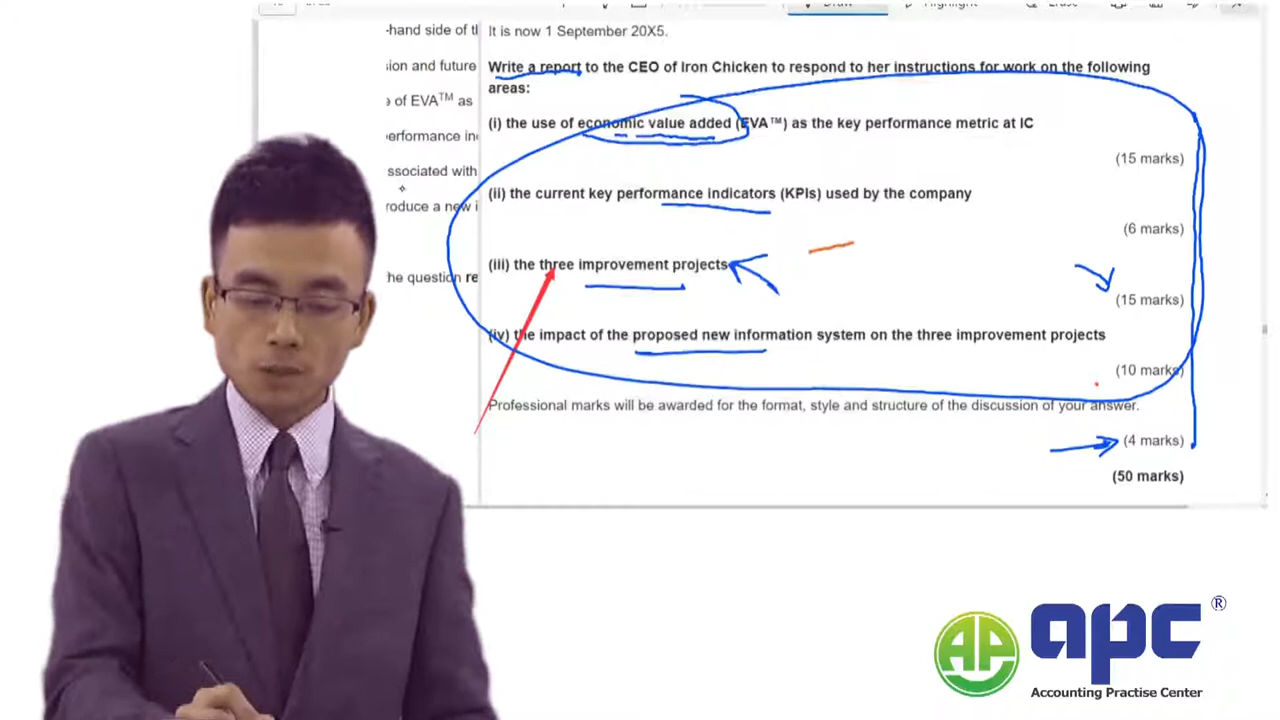 -hand side of t
It is now 1 September 20X5.
sion and future
Write a report to the CEO of Iron Chicken to respond to her instructions for work on the following
areas:
e of EVA™ as
(i) the use of economic value added (EVA™) as the key performance metric at IC
erformance in
(15 marks)
ssociated with
(ii) the current key performance indicators (KPIs) used by the company
roduce a new i
(6 marks)
(iii) the three improvement projects
he question re
(15 marks)
(iv) the impact of the proposed new information system on the three improvement projects
(10 marks)
Professional marks will be awarded for the format, style and structure of the discussion of your answer.
(4 marks)
(50 marks)
AP
apc®
Accounting Practise Center